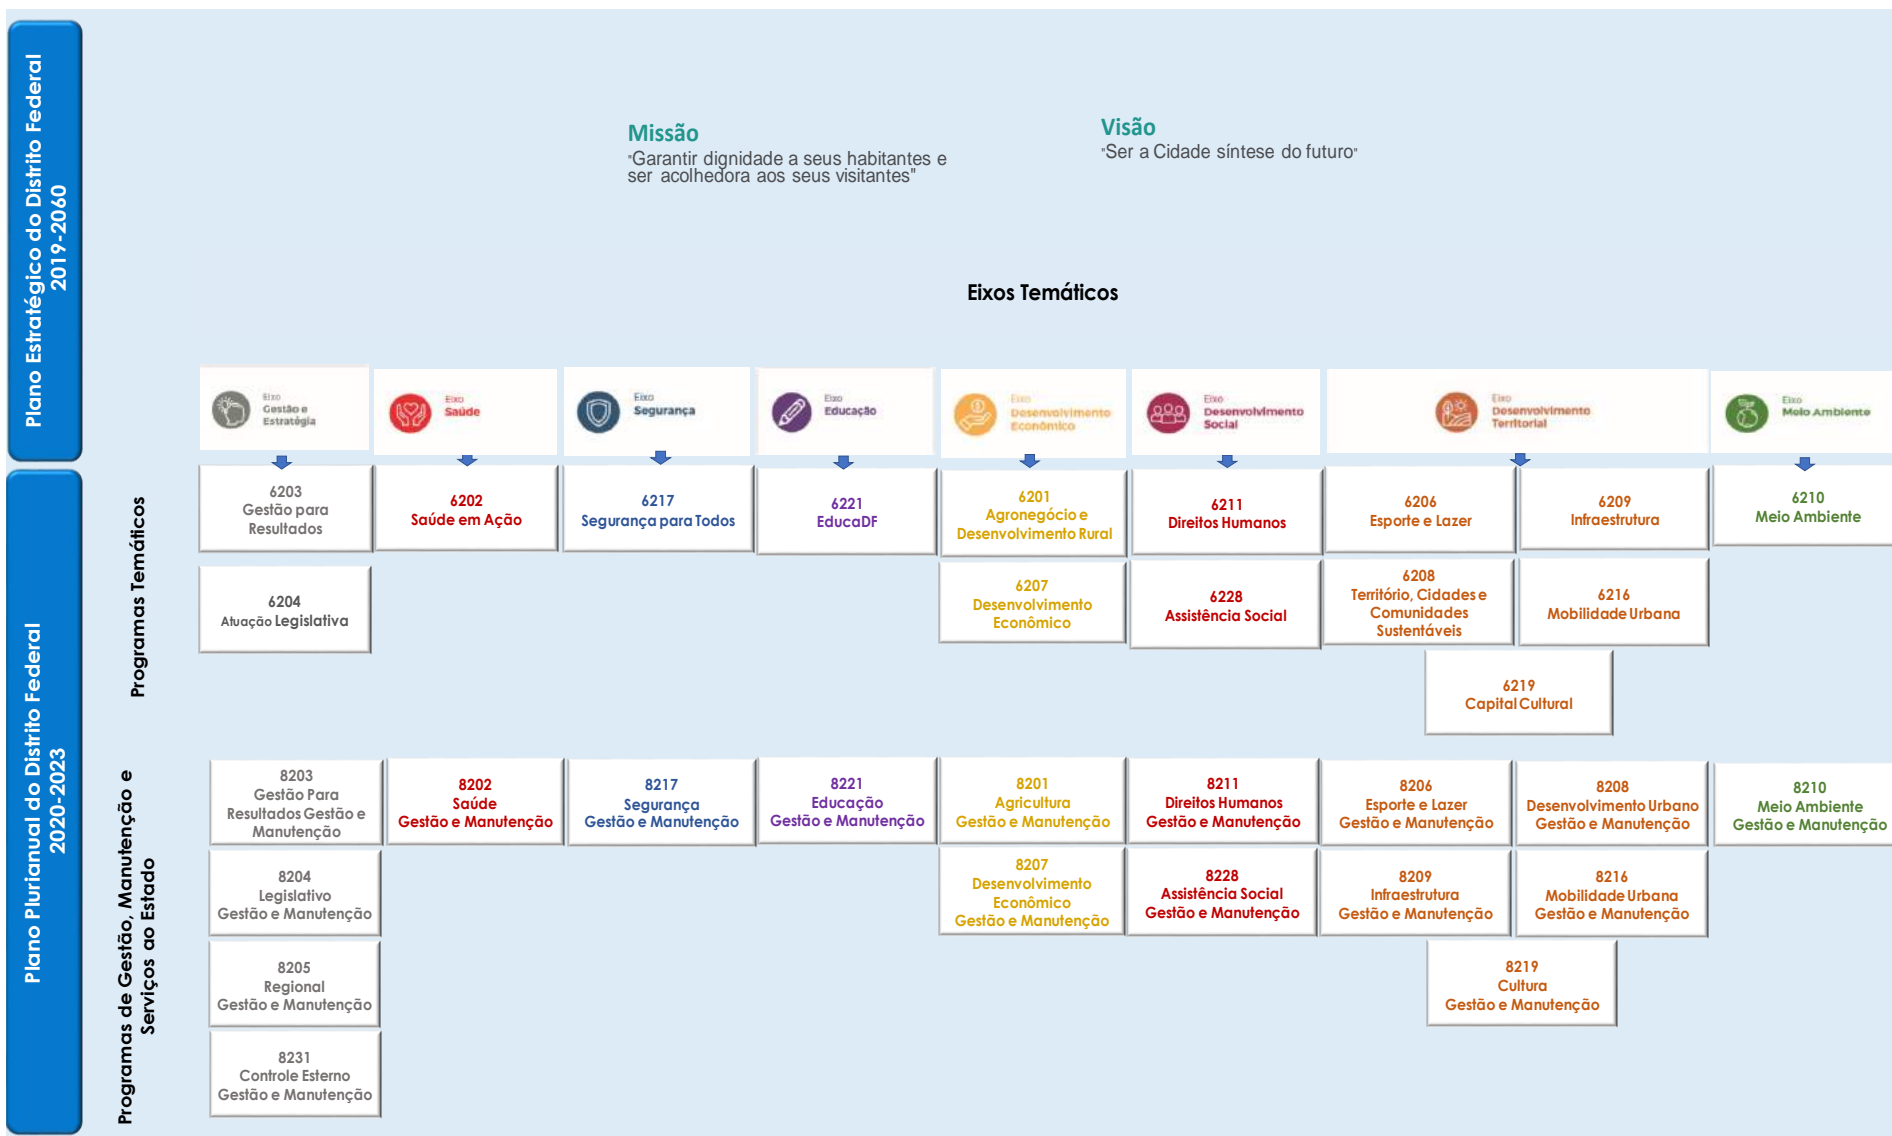 Plano Estratégico do Distrito Federal
2019-2060
Missão
"Garantir dignidade a seus habitantes e
ser acolhedora aos seus visitantes"
Visão
"Ser a Cidade síntese do futuro"
Eixos Temáticos
Eixo
Gestão e
Estratégia
Eixo
Saúde
Eixo
Segurança
Eixo
Educação
Eixo
Desenvolvimento
Econômico
Eixo
Desenvolvimento
Social
Eixo
Desenvolvimento
Territorial
Eixo
Meio Ambiente
Plano Plurianual do Distrito Federal
2020-2023
Programas Temáticos
6203
Gestão para
Resultados
6202
Saúde em Ação
6217
Segurança para Todos
6221
EducaDF
6201
Agronegócio e
Desenvolvimento Rural
6211
Direitos Humanos
6206
Esporte e Lazer
6209
Infraestrutura
6210
Meio Ambiente
6204
Atuação Legislativa
6207
Desenvolvimento
Econômico
6228
Assistência Social
6208
Território, Cidades e
Comunidades
Sustentáveis
6216
Mobilidade Urbana
6219
Capital Cultural
Programas de Gestão, Manutenção e
Serviços ao Estado
8203
Gestão Para
Resultados Gestão e
Manutenção
8202
Saúde
Gestão e Manutenção
8217
Segurança
Gestão e Manutenção
8221
Educação
Gestão e Manutenção
8201
Agricultura
Gestão e Manutenção
8211
Direitos Humanos
Gestão e Manutenção
8206
Esporte e Lazer
Gestão e Manutenção
8208
Desenvolvimento Urbano
Gestão e Manutenção
8210
Meio Ambiente
Gestão e Manutenção
8204
Legislativo
Gestão e Manutenção
8207
Desenvolvimento
Econômico
Gestão e Manutenção
8228
Assistência Social
Gestão e Manutenção
8209
Infraestrutura
Gestão e Manutenção
8216
Mobilidade Urbana
Gestão e Manutenção
8205
Regional
Gestão e Manutenção
8219
Cultura
Gestão e Manutenção
8231
Controle Esterno
Gestão e Manutenção